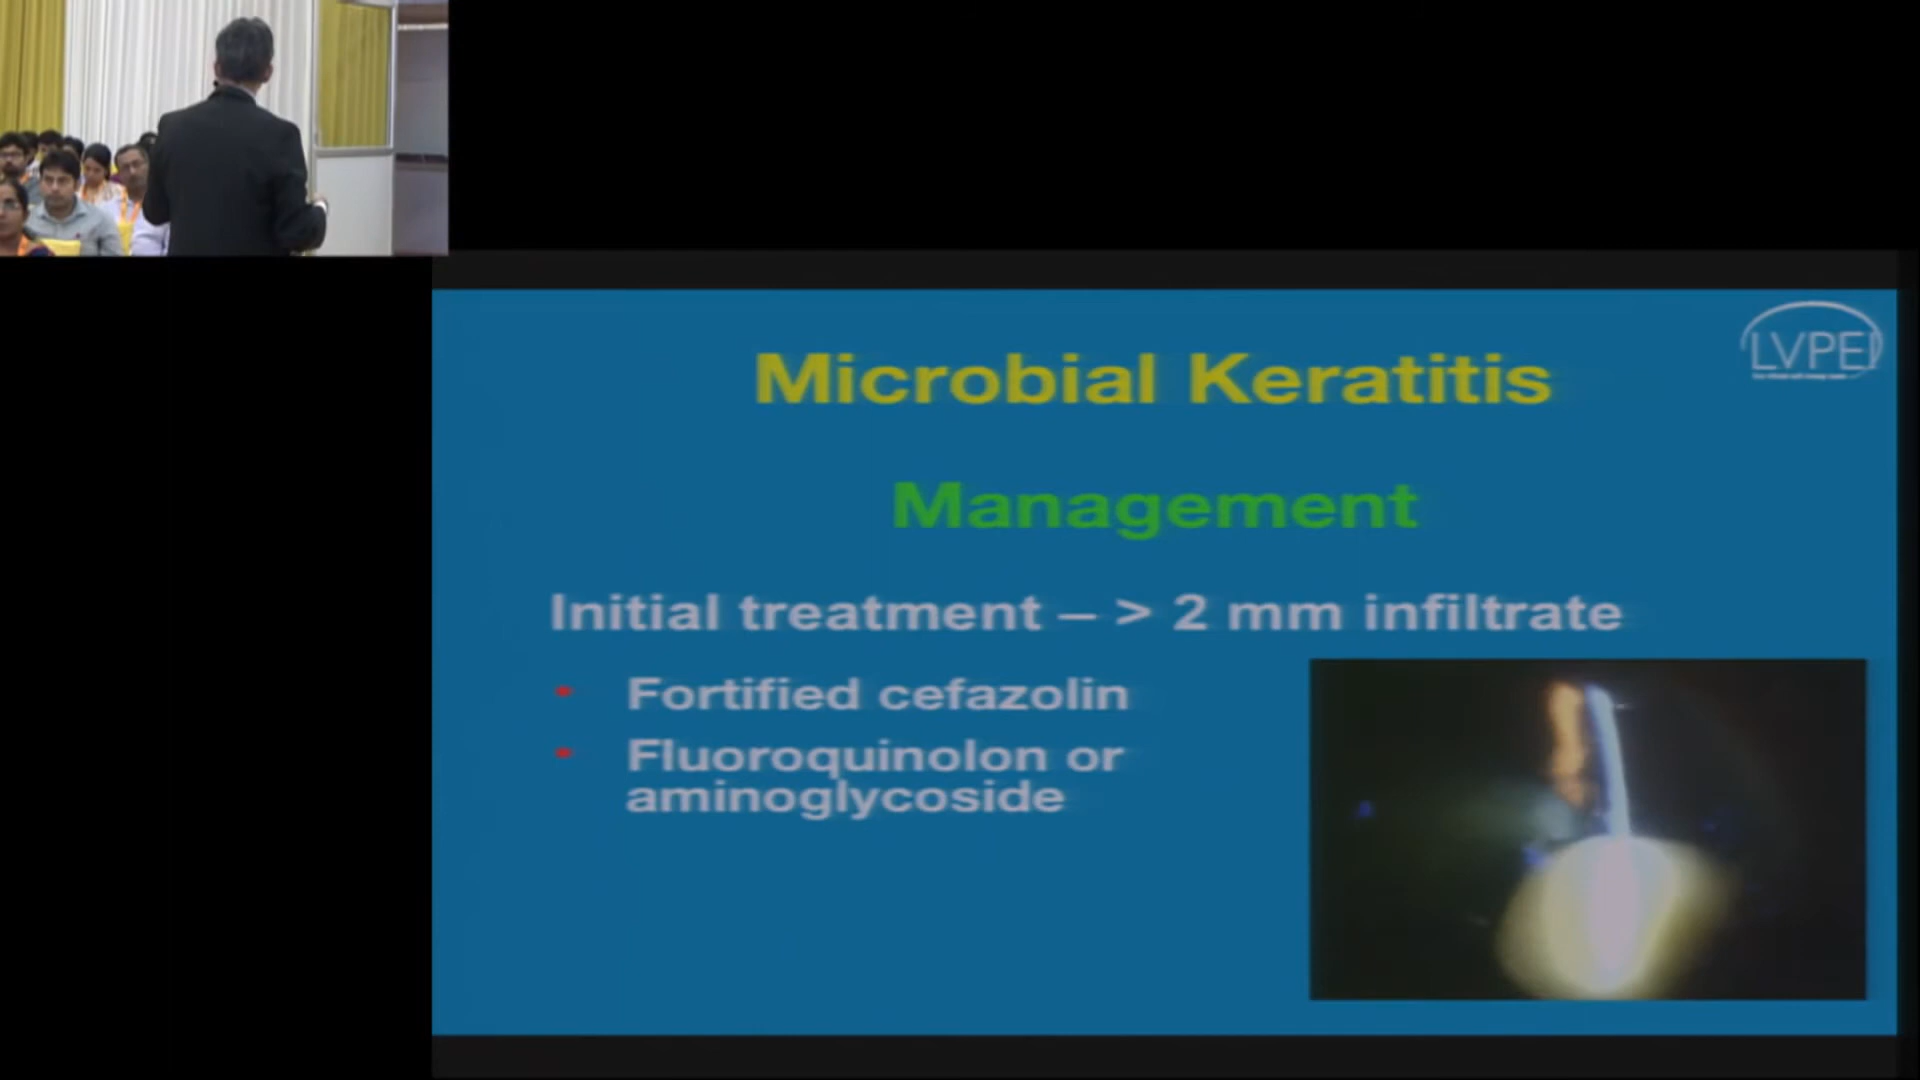 LVPEI
Microbial Keratitis
Management
Initial treatment – > 2 mm infiltrate
• Fortified cefazolin
• Fluoroquinolon or
aminoglycoside